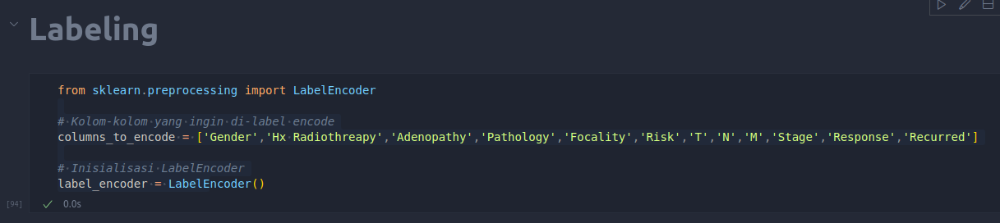 Labeling
from sklearn.preprocessing import LabelEncoder
# Kolom-kolom yang ingin di-label encode
columns_to_encode = ['Gender','Hx Radiothreapy','Adenopathy','Pathology','Focality','Risk','T','N','M','Stage','Response','Recurred']
# Inisialisasi LabelEncoder
label_encoder = LabelEncoder()
[94]
0.0s